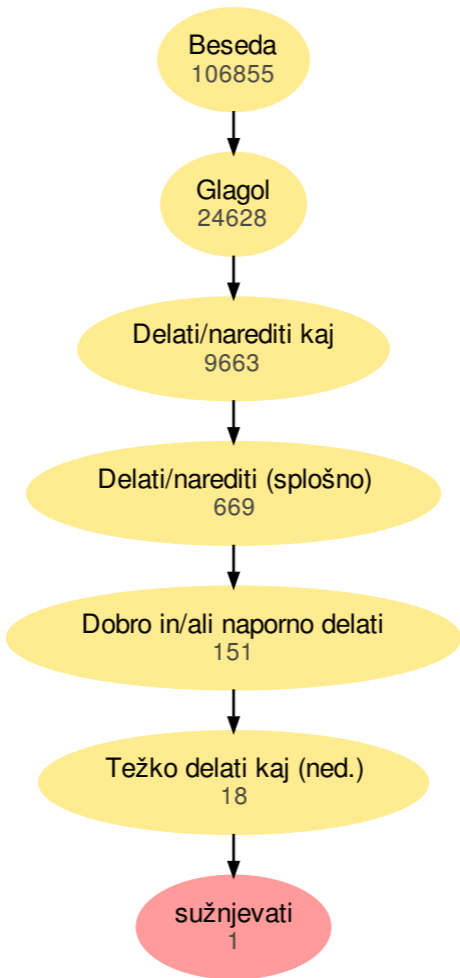 Beseda
106855
Glagol
24628
Delati/narediti kaj
9663
Delati/narediti (splošno)
669
Dobro in/ali naporno delati
151
Težko delati kaj (ned.)
18
sužnjevati
1